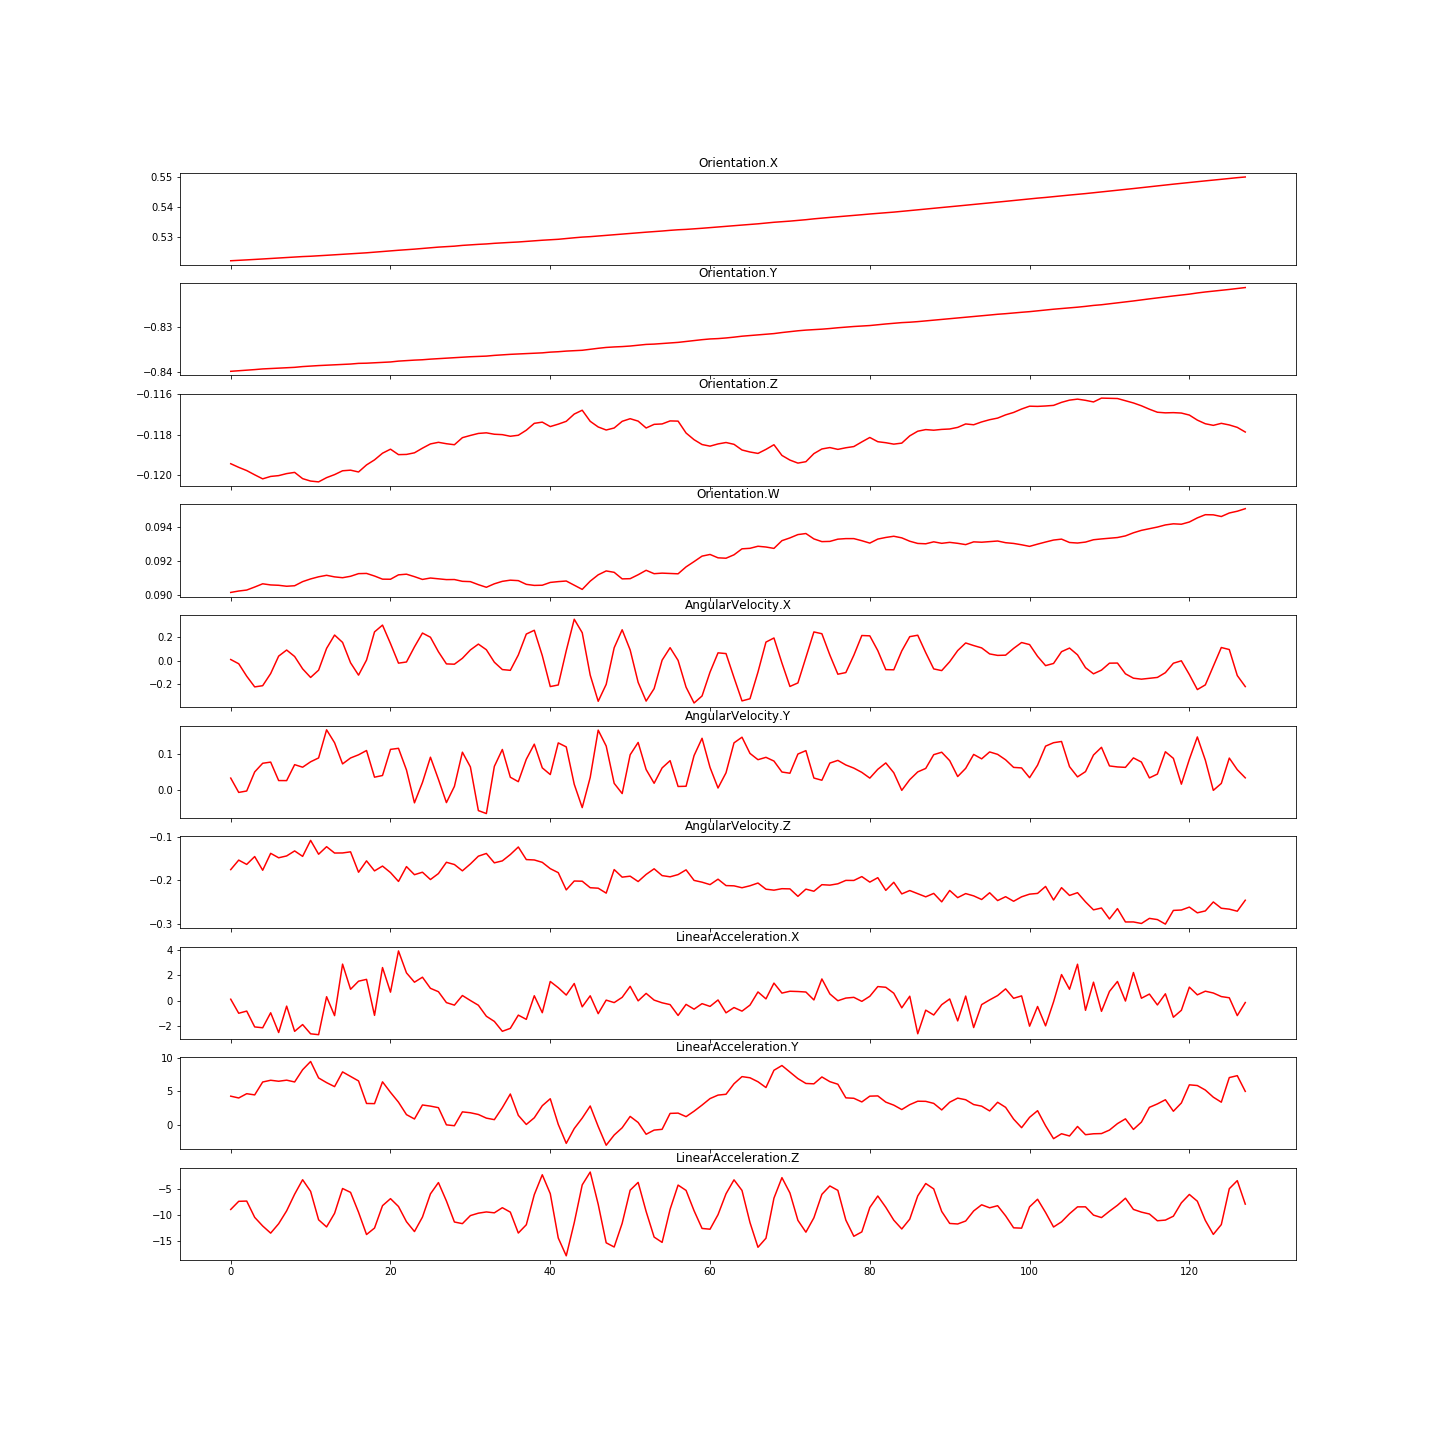 Orientation.X
0.55
0.54
0.53
Orientation.Y
−0.83
−0.84
Orientation.Z
−0.116
−0.118
−0.120
Orientation.W
0.094
0.092
0.090
AngularVelocity.X
0.2
0.0
−0.2
AngularVelocity.Y
0.1
0.0
AngularVelocity.Z
−0.1
−0.2
−0.3
LinearAcceleration.X
4
2
0
−2
LinearAcceleration.Y
10
5
0
LinearAcceleration.Z
−5
−10
−15
0 20 40 60 80 100 120